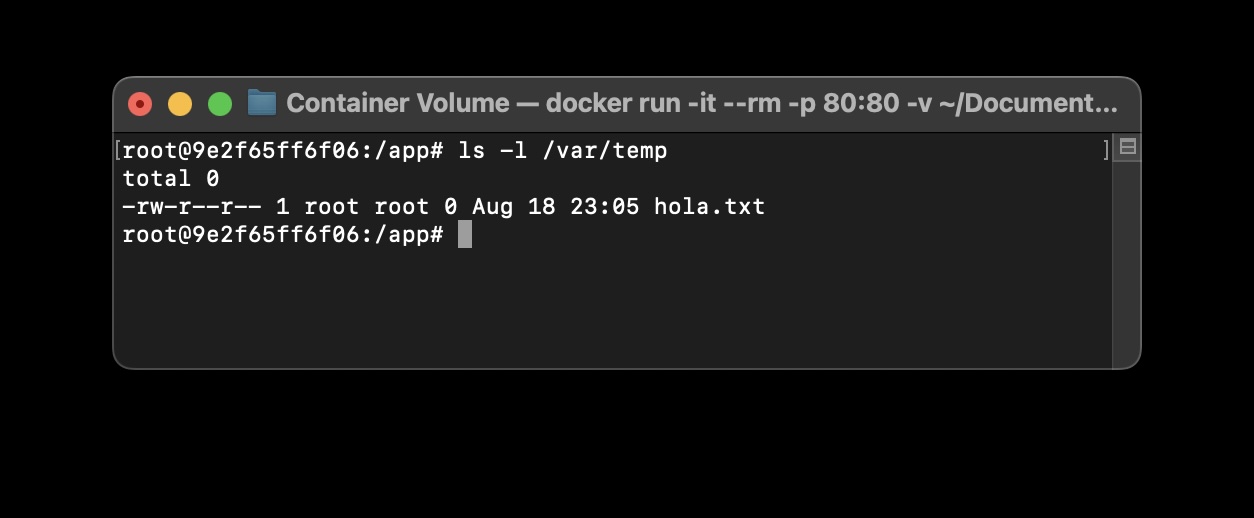 Container Volume — docker run -it --rm -p 80:80 -v ~/Document...
[root@9e2f65ff6f06:/app# ls -l /var/temp ]
total 0
-rw-r--r-- 1 root root 0 Aug 18 23:05 hola.txt
root@9e2f65ff6f06:/app#